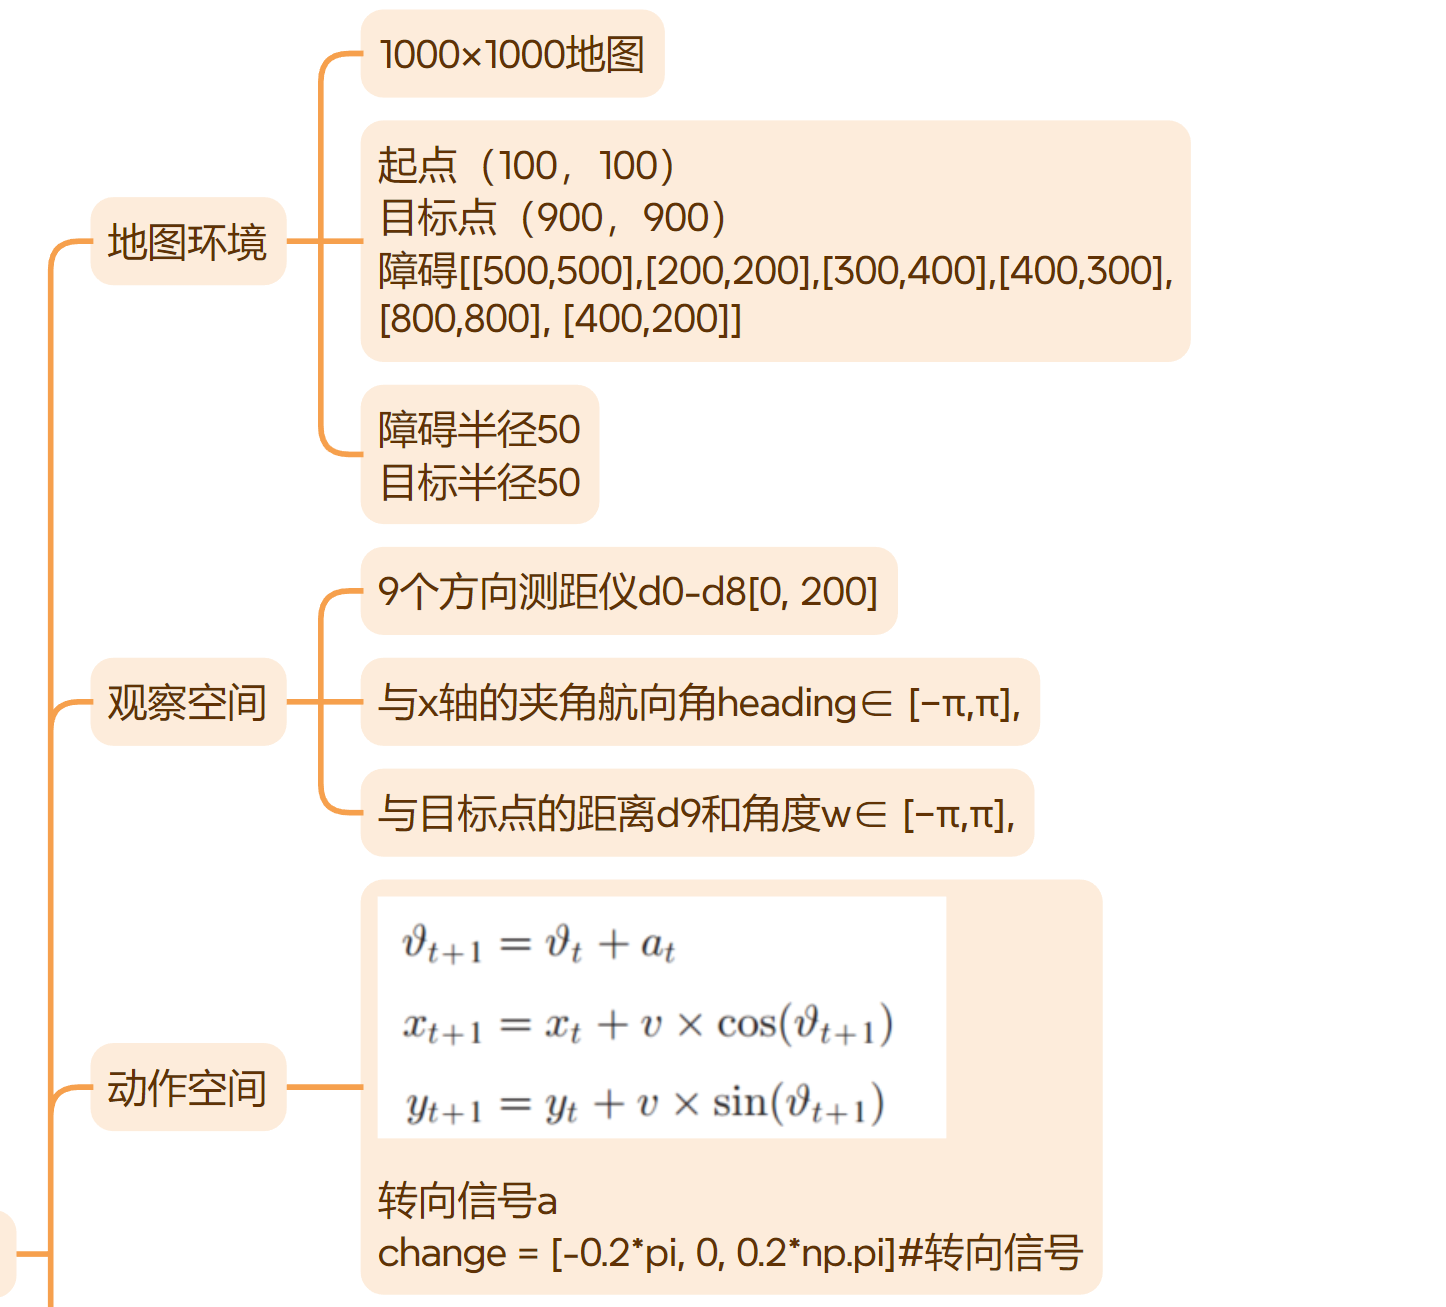 地图环境
1000×1000地图
起点（100，100）
目标点（900，900）
障碍[[500,500],[200,200],[300,400],[400,300],
[800,800], [400,200]]
障碍半径50
目标半径50
观察空间
9个方向测距仪d0-d8[0, 200]
与x轴的夹角航向角heading∈ [−π,π],
与目标点的距离d9和角度w∈ [−π,π],
动作空间
ϑ_{t+1} = ϑ_t + a_t
x_{t+1} = x_t + v × cos(ϑ_{t+1})
y_{t+1} = y_t + v × sin(ϑ_{t+1})
转向信号a
change = [-0.2*pi, 0, 0.2*np.pi]#转向信号